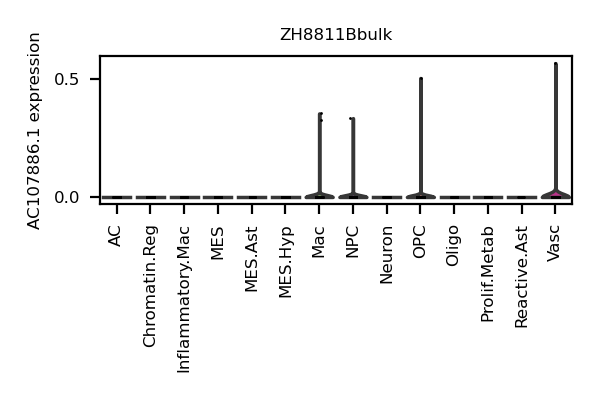 ZH8811Bbulk
AC107886.1 expression
0.5
0.0
AC
Chromatin.Reg
Inflammatory.Mac
MES
MES.Ast
MES.Hyp
Mac
NPC
Neuron
OPC
Oligo
Prolif.Metab
Reactive.Ast
Vasc